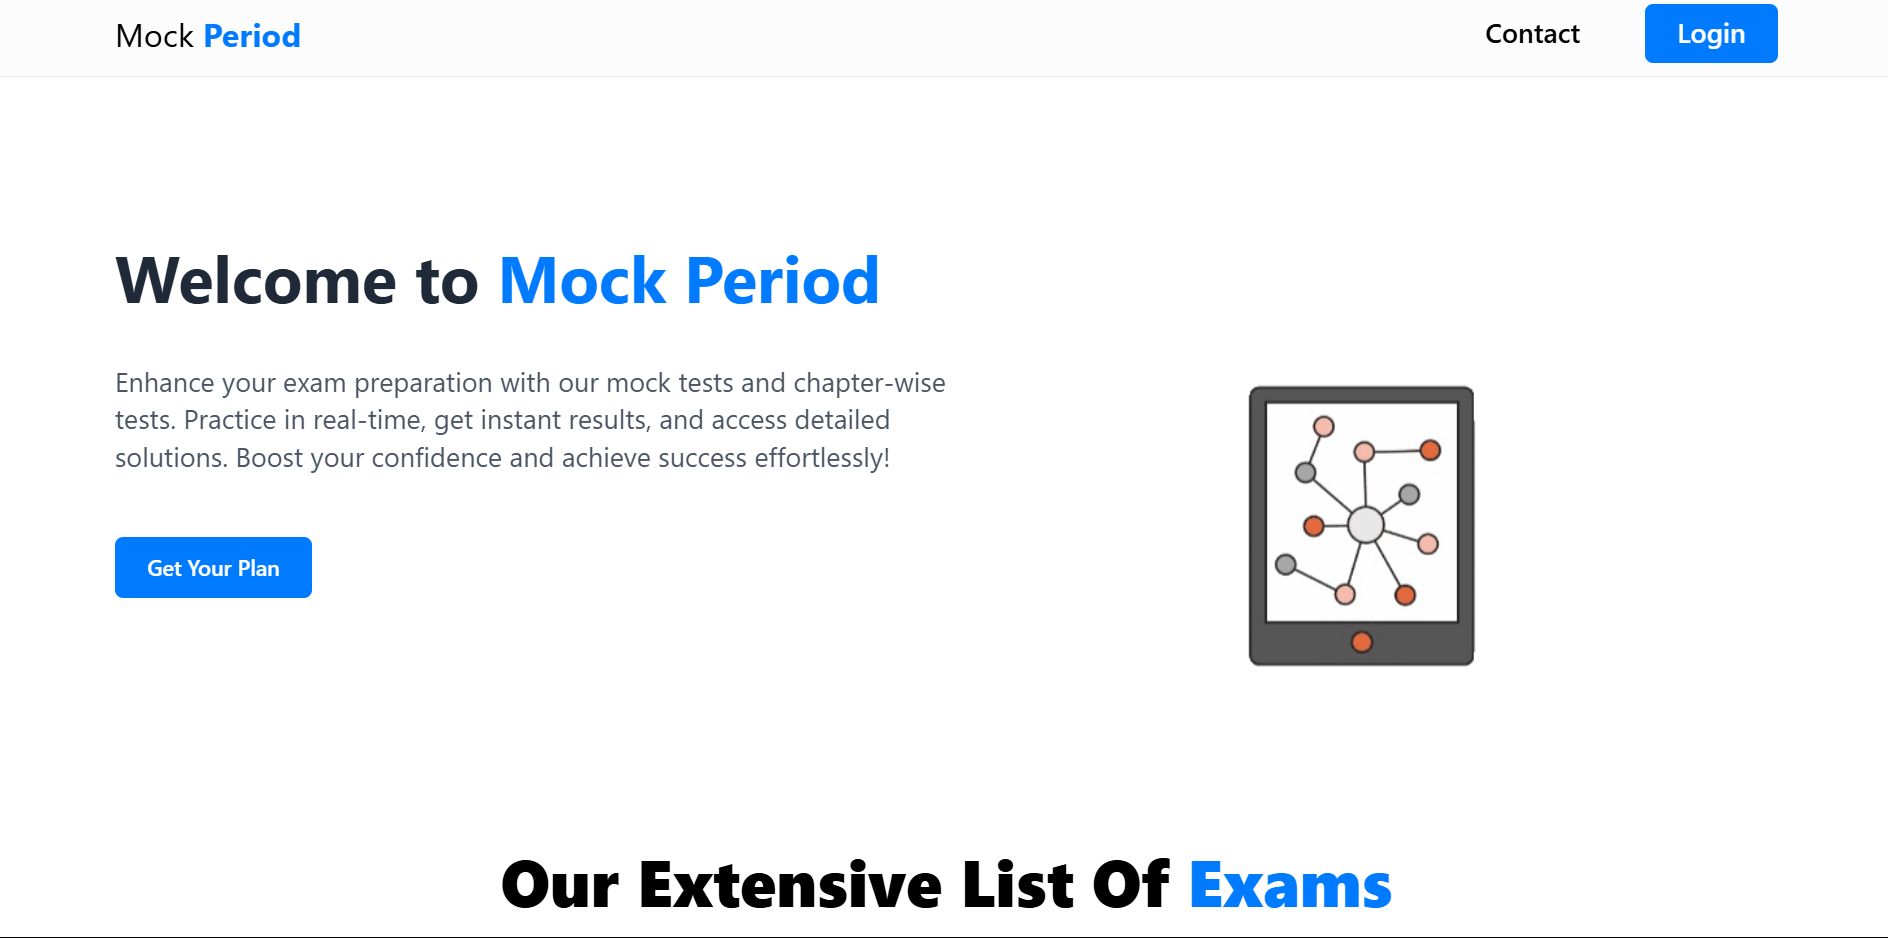 Mock Period
Contact
Login
Welcome to Mock Period
Enhance your exam preparation with our mock tests and chapter-wise
tests. Practice in real-time, get instant results, and access detailed
solutions. Boost your confidence and achieve success effortlessly!
Get Your Plan
Our Extensive List Of Exams